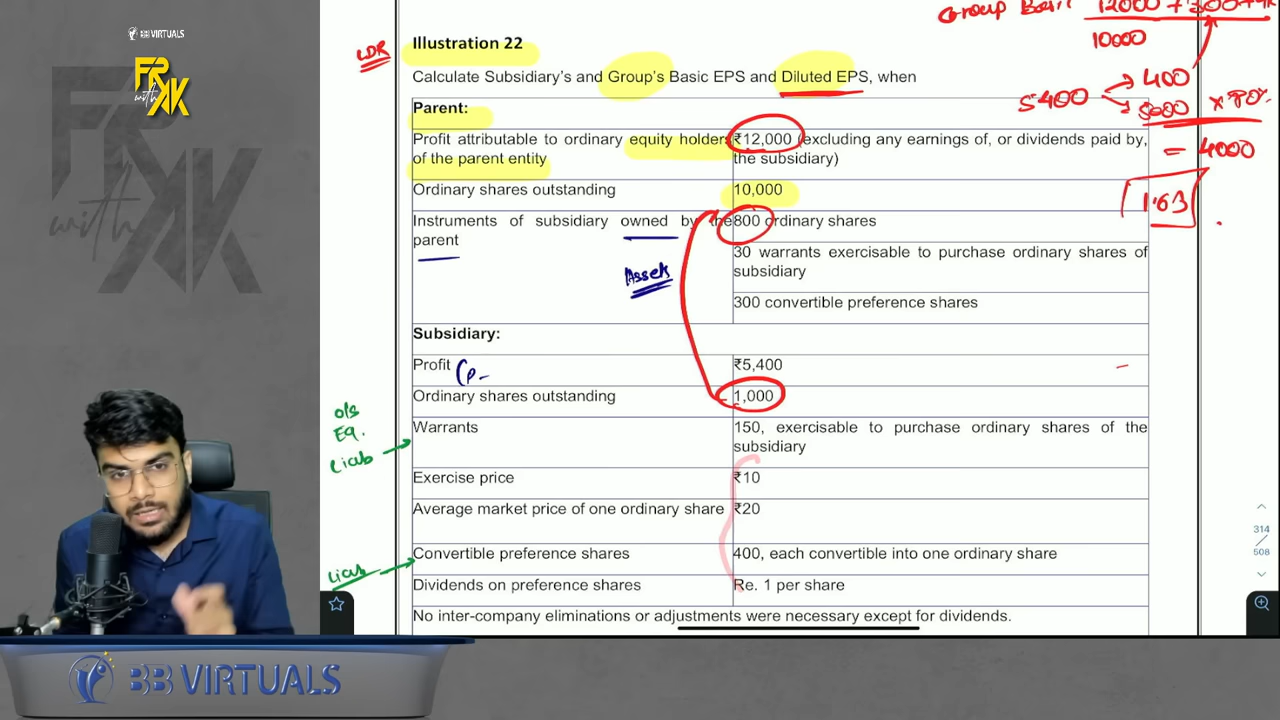 BB VIRTUALS
FR
with
AK
FR
with
AK
Group Basic 12000 + 300 + 4k
10000
LDR
Illustration 22
Calculate Subsidiary's and Group's Basic EPS and Diluted EPS, when
5400 → 400
→ 5000 × 80%
= 4000
1.63
Parent:
Profit attributable to ordinary equity holders of the parent entity
₹12,000 (excluding any earnings of, or dividends paid by, the subsidiary)
Ordinary shares outstanding
10,000
Instruments of subsidiary owned by the parent
800 ordinary shares
30 warrants exercisable to purchase ordinary shares of subsidiary
300 convertible preference shares
Asset
Subsidiary:
Profit (P-
₹5,400
Ordinary shares outstanding
1,000
o/s
Eq.
Liab
Warrants
150, exercisable to purchase ordinary shares of the subsidiary
Exercise price
₹10
Average market price of one ordinary share
₹20
Convertible preference shares
400, each convertible into one ordinary share
Liab
Dividends on preference shares
Re. 1 per share
No inter-company eliminations or adjustments were necessary except for dividends.
314
508
BB VIRTUALS